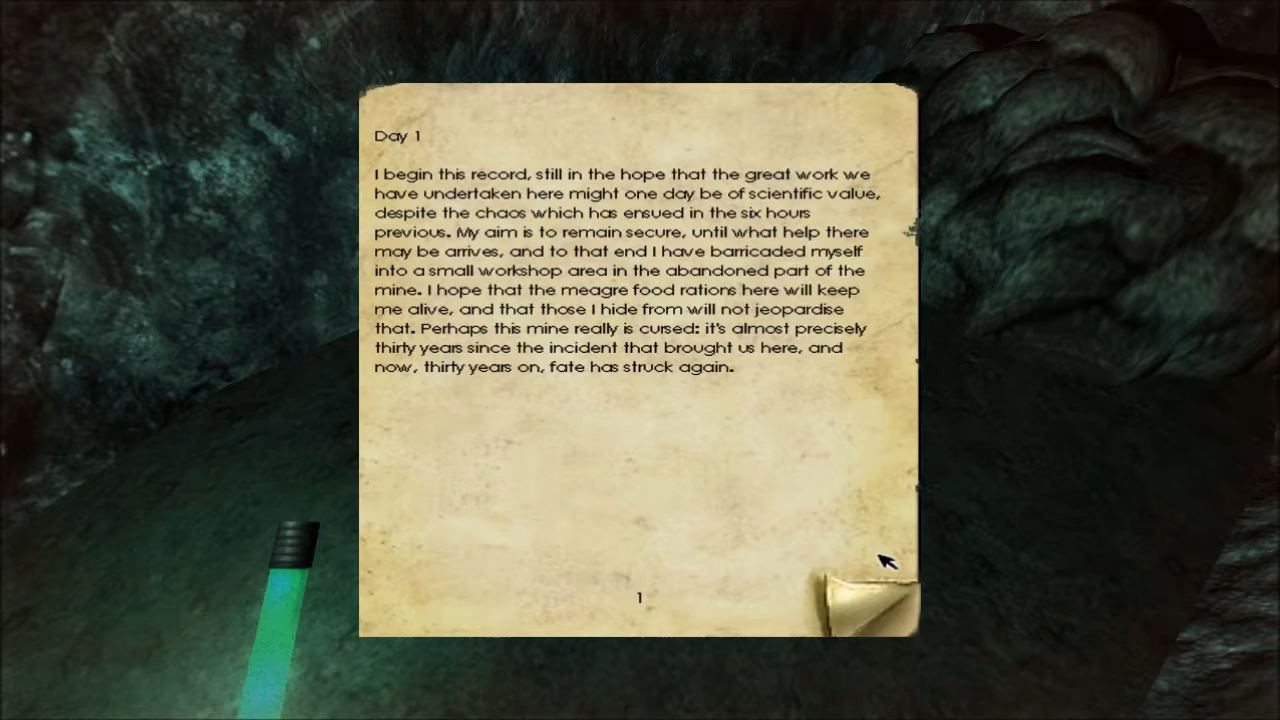 Day 1
I begin this record, still in the hope that the great work we
have undertaken here might one day be of scientific value,
despite the chaos which has ensued in the six hours
previous. My aim is to remain secure, until what help there
may be arrives, and to that end I have barricaded myself
into a small workshop area in the abandoned part of the
mine. I hope that the meagre food rations here will keep
me alive, and that those I hide from will not jeopardise
that. Perhaps this mine really is cursed: it's almost precisely
thirty years since the incident that brought us here, and
now, thirty years on, fate has struck again.
1